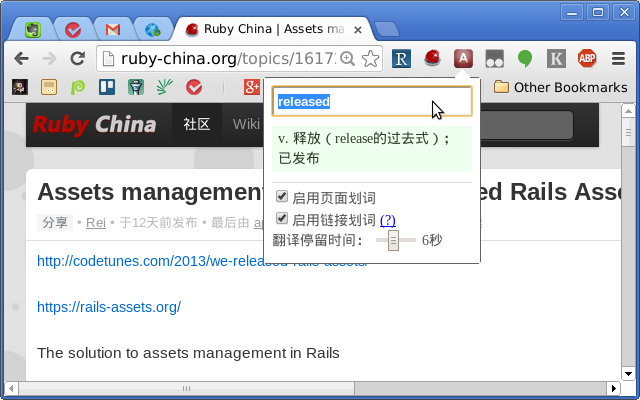 Ruby China | Assets ma
ruby-china.org/topics/1617
ABP
Other Bookmarks
released
v. 释放（release的过去式）；
已发布
启用页面划词
启用链接划词 (?)
翻译停留时间： 6秒
Ruby China 社区 Wiki
Assets management ed Rails Asse
分享 • Rei • 于12天前发布 • 最后由
http://codetunes.com/2013/we-released-rails-assets/
https://rails-assets.org/
The solution to assets management in Rails